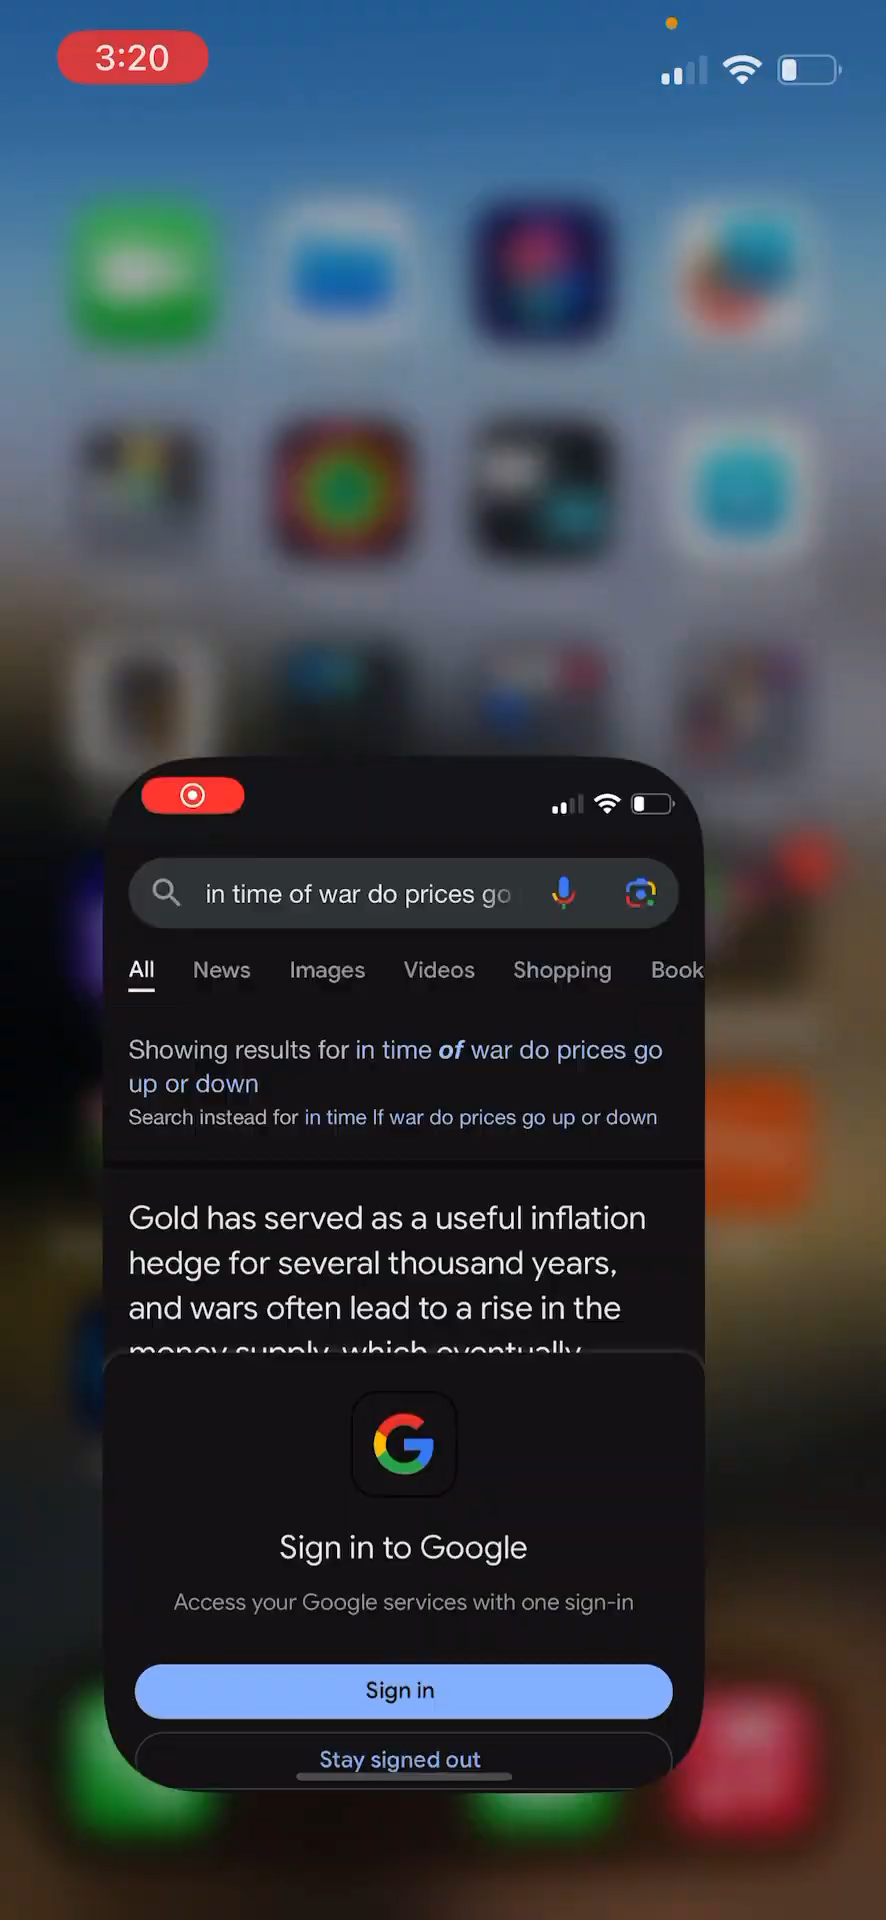 3:20
in time of war do prices go
All News Images Videos Shopping Book
Showing results for in time of war do prices go
up or down
Search instead for in time If war do prices go up or down
Gold has served as a useful inflation
hedge for several thousand years,
and wars often lead to a rise in the
money supply, which eventually
Sign in to Google
Access your Google services with one sign-in
Sign in
Stay signed out